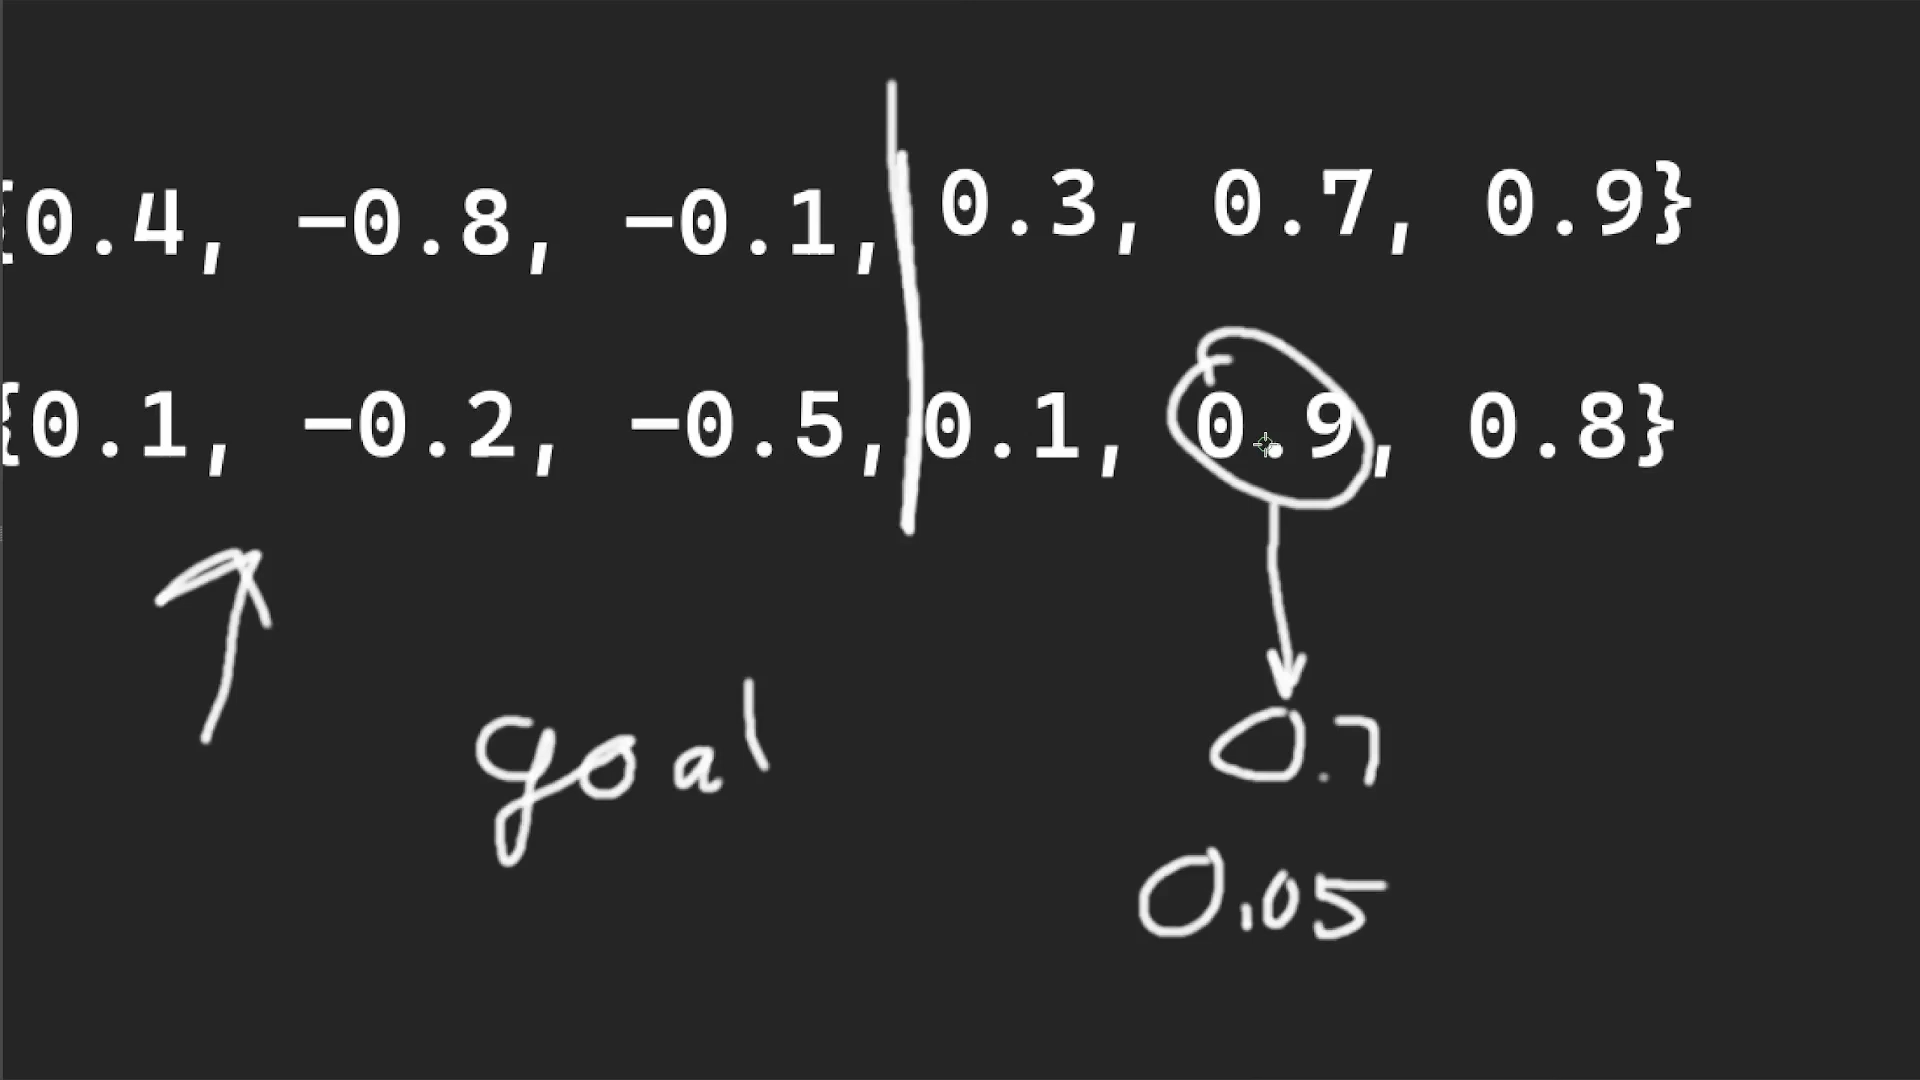 {0.4, -0.8, -0.1, 0.3, 0.7, 0.9}
{0.1, -0.2, -0.5, 0.1, 0.9, 0.8}
goal
0.7
0.05